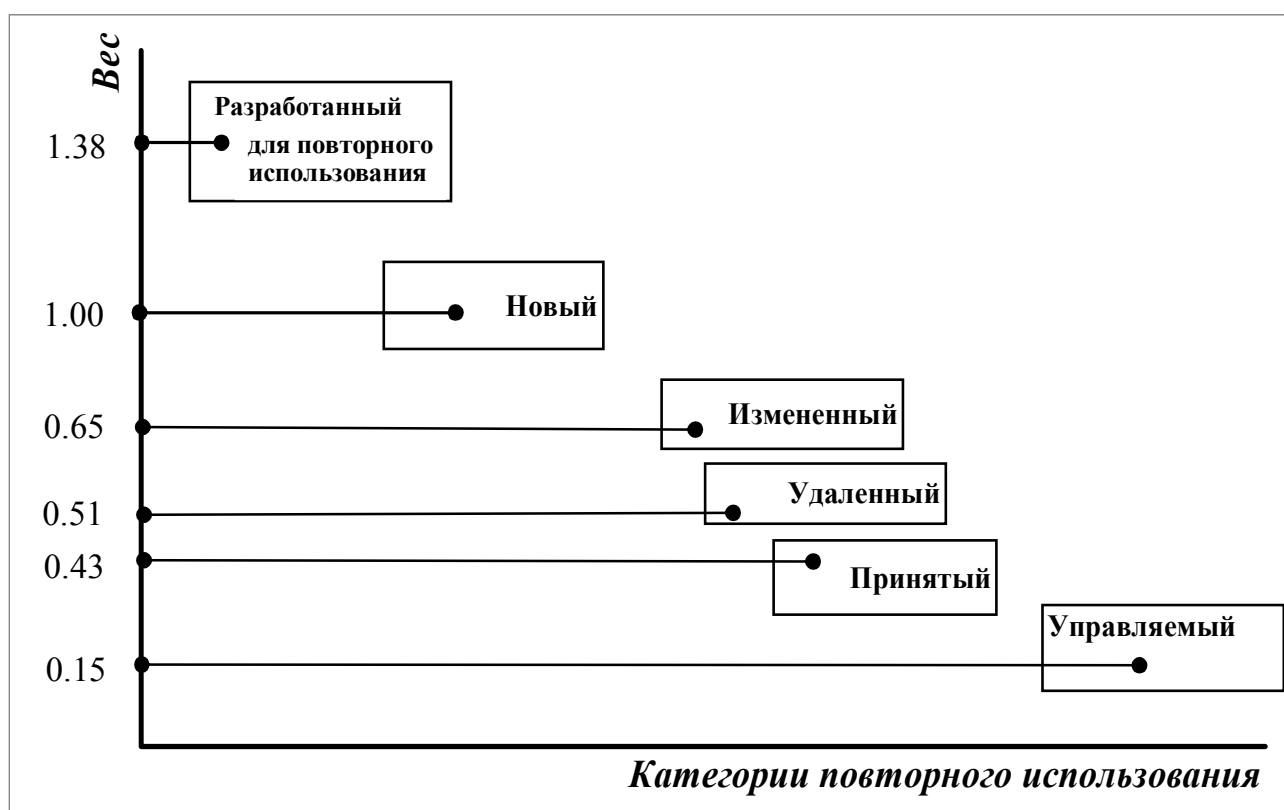 Вес
Разработанный
для повторного
использования
1.38
Новый
1.00
Измененный
0.65
Удаленный
0.51
Принятый
0.43
Управляемый
0.15
Категории повторного использования